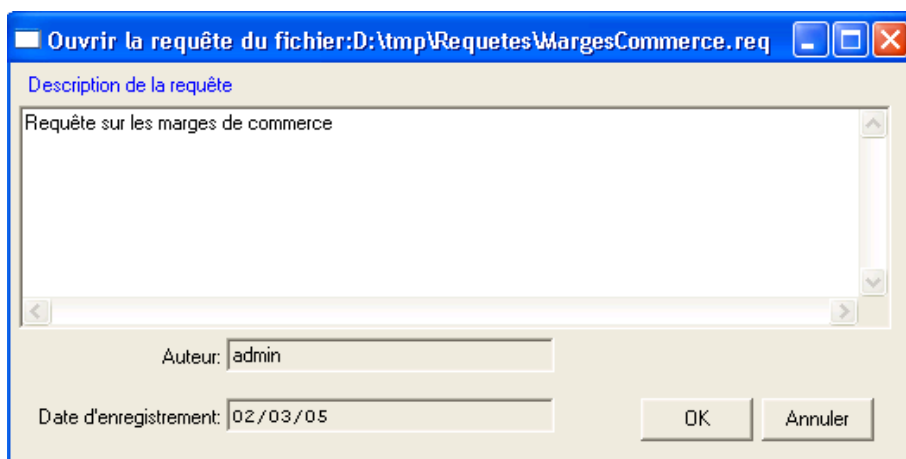 Ouvrir la requête du fichier:D:\tmp\Requetes\MargesCommerce.req
Description de la requête
Requête sur les marges de commerce
Auteur: admin
Date d'enregistrement: 02/03/05
OK Annuler